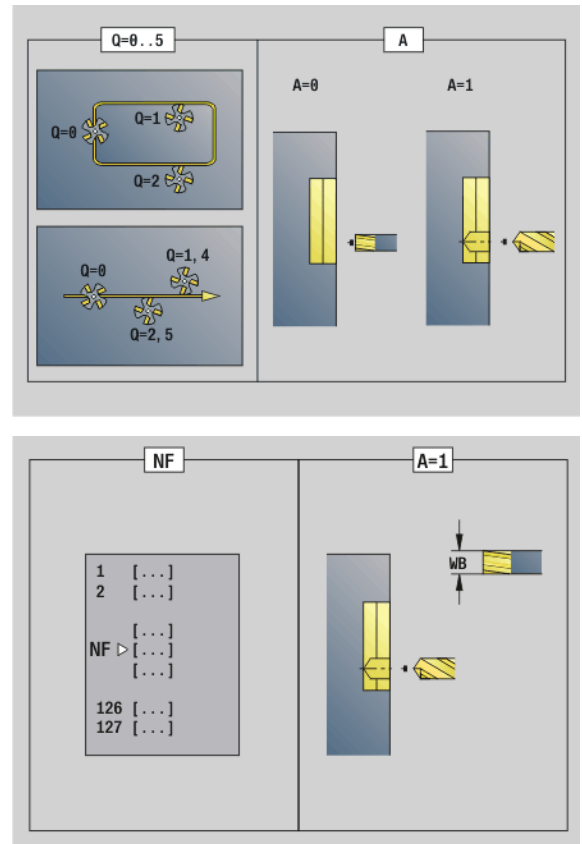 Q=0..5
A
Q=0
Q=1
Q=2
Q=0
Q=1, 4
Q=2, 5
A=0
A=1
NF
A=1
1 [...]
2 [...]
[...]
NF [...]
[...]
126 [...]
127 [...]
WB